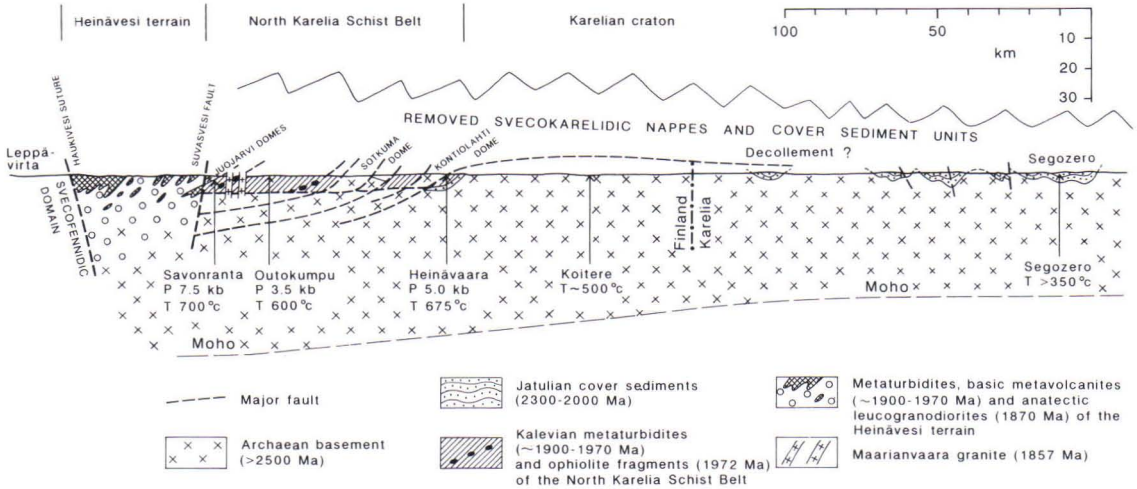 Heinävesi terrain
North Karelia Schist Belt
Karelian craton
100
50
km
10
20
30
REMOVED SVECOKARELIDIC NAPPES AND COVER SEDIMENT UNITS
Decollement ?
HAUKIVESI SUTURE
SUVASVESI FAULT
JUOJÄRVI DOMES
SOTKUMA
DOME
KONTIOLAHTI
DOME
Leppä-
virta
SVECOFENNIDIC
DOMAIN
Segozero
Finland
Karelia
Savonranta
P 7.5 kb
T 700°c
Outokumpu
P 3.5 kb
T 600°c
Heinävaara
P 5.0 kb
T 675°c
Koitere
T~500°c
Segozero
T >350°c
Moho
Moho
Major fault
Archaean basement
(>2500 Ma)
Jatulian cover sediments
(2300-2000 Ma)
Kalevian metaturbidites
(~1900-1970 Ma)
and ophiolite fragments (1972 Ma)
of the North Karelia Schist Belt
Metaturbidites, basic metavolcanites
(~1900-1970 Ma) and anatectic
leucogranodiorites (1870 Ma) of the
Heinävesi terrain
Maarianvaara granite (1857 Ma)